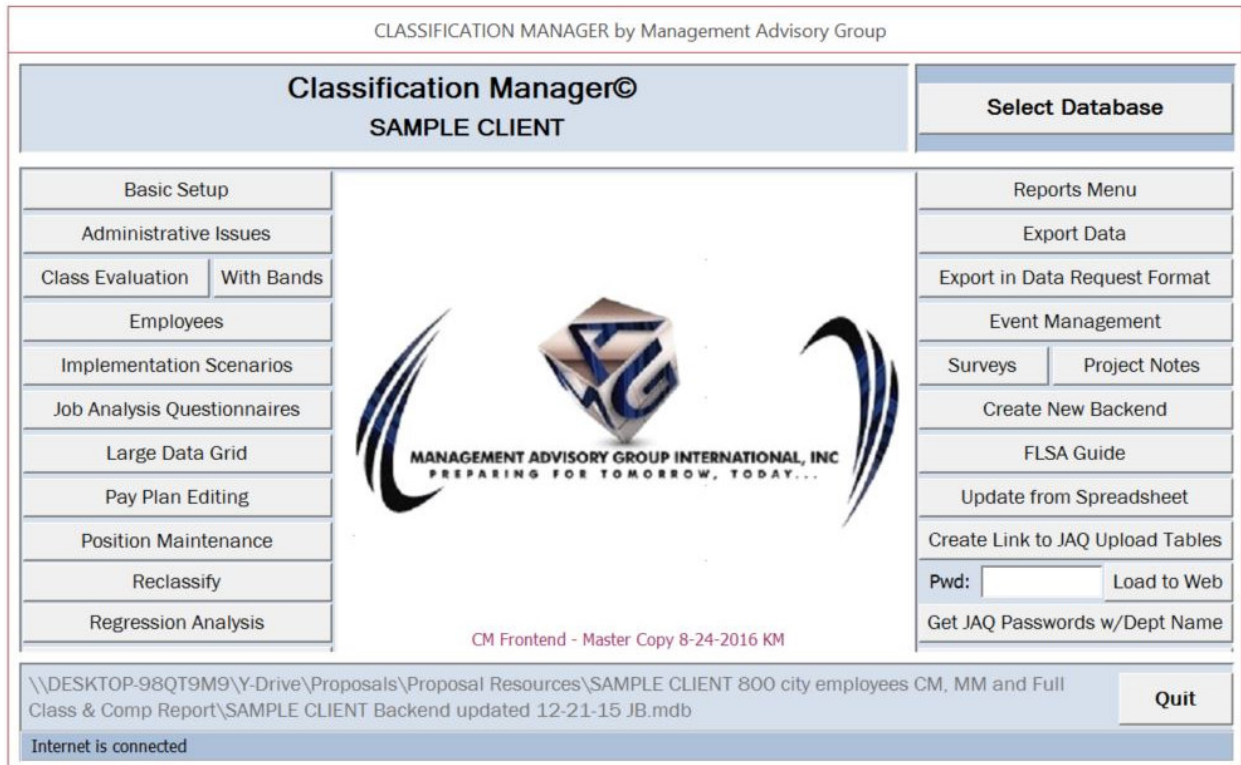 CLASSIFICATION MANAGER by Management Advisory Group
Classification Manager©
SAMPLE CLIENT
Select Database
Basic Setup
Administrative Issues
Class Evaluation
With Bands
Employees
Implementation Scenarios
Job Analysis Questionnaires
Large Data Grid
Pay Plan Editing
Position Maintenance
Reclassify
Regression Analysis
MAG
MANAGEMENT ADVISORY GROUP INTERNATIONAL, INC
PREPARING FOR TOMORROW, TODAY...
CM Frontend - Master Copy 8-24-2016 KM
Reports Menu
Export Data
Export in Data Request Format
Event Management
Surveys
Project Notes
Create New Backend
FLSA Guide
Update from Spreadsheet
Create Link to JAQ Upload Tables
Pwd:
Load to Web
Get JAQ Passwords w/Dept Name
\\DESKTOP-98QT9M9\Y-Drive\Proposals\Proposal Resources\SAMPLE CLIENT 800 city employees CM, MM and Full
Class & Comp Report\SAMPLE CLIENT Backend updated 12-21-15 JB.mdb
Quit
Internet is connected